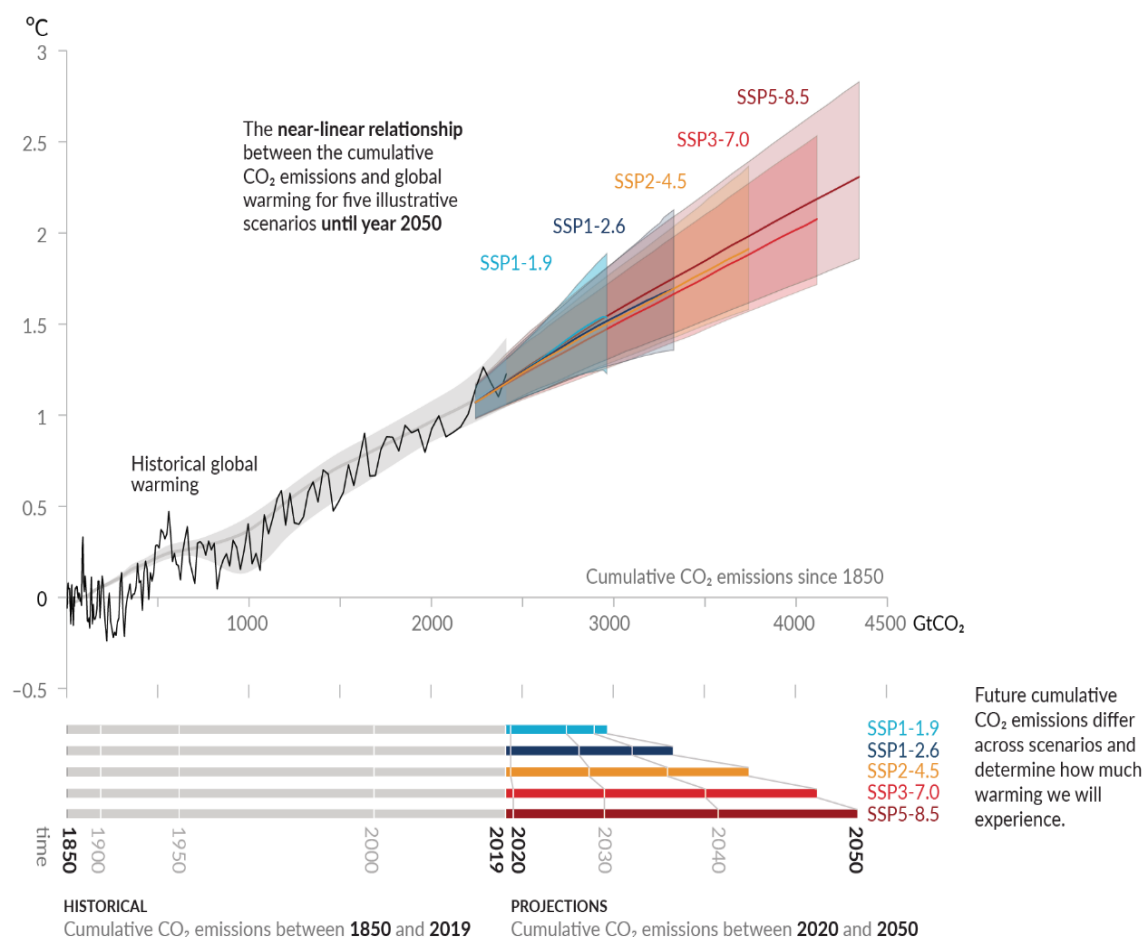 °C
3
SSP5-8.5
The near-linear relationship
between the cumulative
CO₂ emissions and global
warming for five illustrative
scenarios until year 2050
2.5
SSP3-7.0
SSP2-4.5
2
SSP1-2.6
SSP1-1.9
1.5
1
Historical global
warming
0.5
Cumulative CO₂ emissions since 1850
0
1000
2000
3000
4000
4500 GtCO₂
−0.5
Future cumulative
CO₂ emissions differ
across scenarios and
determine how much
warming we will
experience.
SSP1-1.9
SSP1-2.6
SSP2-4.5
SSP3-7.0
SSP5-8.5
time
1850
1900
1950
2000
2019
2020
2030
2040
2050
HISTORICAL
Cumulative CO₂ emissions between 1850 and 2019
PROJECTIONS
Cumulative CO₂ emissions between 2020 and 2050